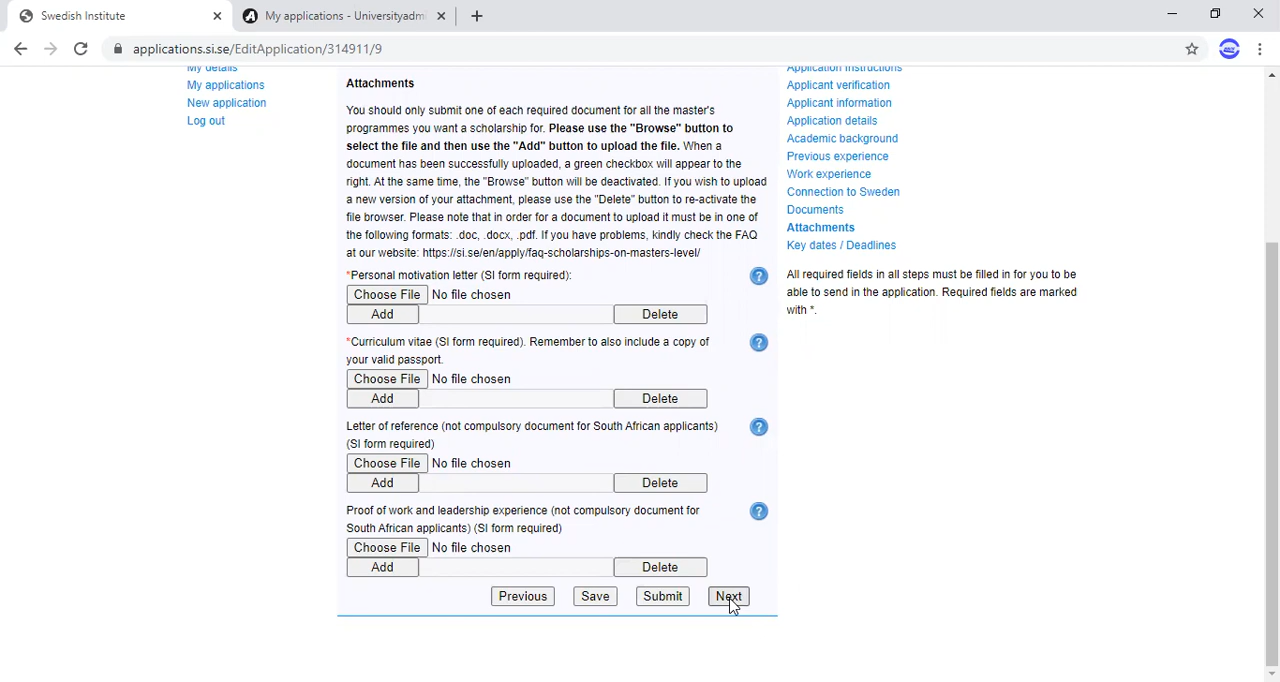 Swedish Institute
My applications - Universityadmi
applications.si.se/EditApplication/314911/9
My details
My applications
New application
Log out
Attachments
You should only submit one of each required document for all the master's
programmes you want a scholarship for. Please use the "Browse" button to
select the file and then use the "Add" button to upload the file. When a
document has been successfully uploaded, a green checkbox will appear to the
right. At the same time, the "Browse" button will be deactivated. If you wish to upload
a new version of your attachment, please use the "Delete" button to re-activate the
file browser. Please note that in order for a document to upload it must be in one of
the following formats: .doc, .docx, .pdf. If you have problems, kindly check the FAQ
at our website: https://si.se/en/apply/faq-scholarships-on-masters-level/
*Personal motivation letter (SI form required):
Choose File No file chosen
Add Delete
*Curriculum vitae (SI form required). Remember to also include a copy of
your valid passport.
Choose File No file chosen
Add Delete
Letter of reference (not compulsory document for South African applicants)
(SI form required)
Choose File No file chosen
Add Delete
Proof of work and leadership experience (not compulsory document for
South African applicants) (SI form required)
Choose File No file chosen
Add Delete
Previous Save Submit Next
Application instructions
Applicant verification
Applicant information
Application details
Academic background
Previous experience
Work experience
Connection to Sweden
Documents
Attachments
Key dates / Deadlines
All required fields in all steps must be filled in for you to be
able to send in the application. Required fields are marked
with *.